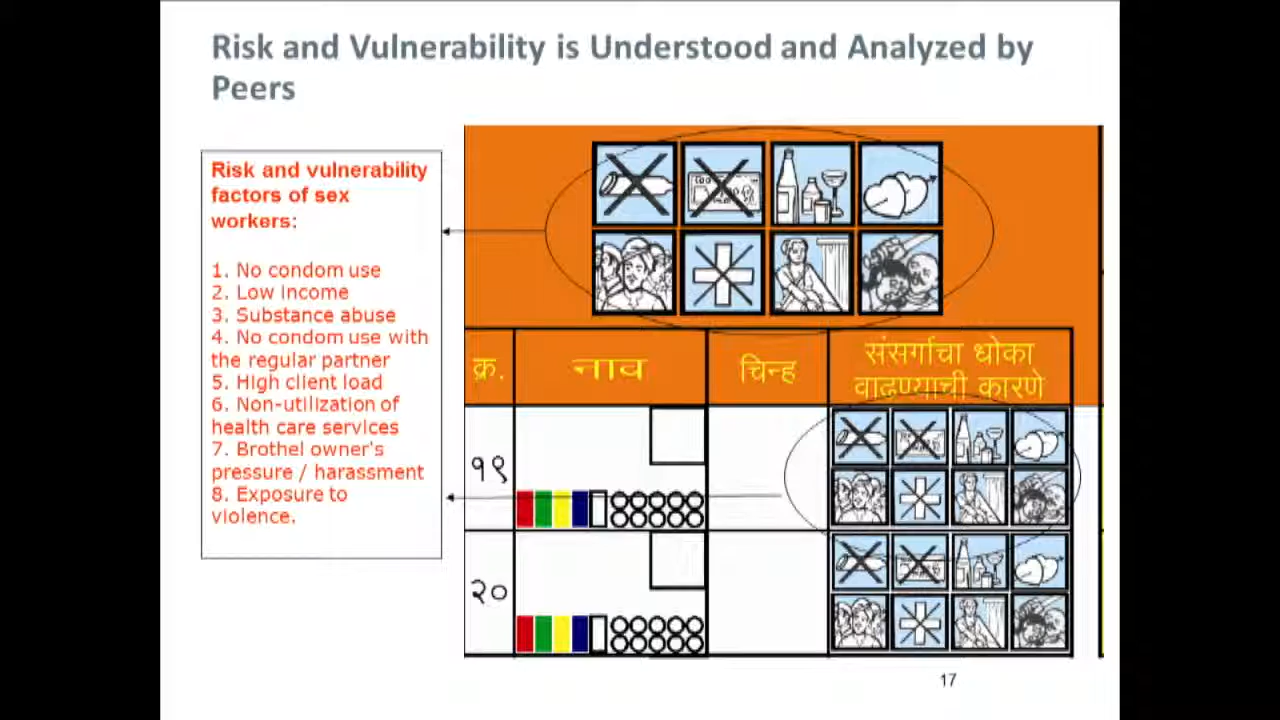 Risk and Vulnerability is Understood and Analyzed by
Peers
Risk and vulnerability
factors of sex
workers:
1. No condom use
2. Low income
3. Substance abuse
4. No condom use with
the regular partner
5. High client load
6. Non-utilization of
health care services
7. Brothel owner's
pressure / harassment
8. Exposure to
violence.
क्र. नाव चिन्ह संसर्गाचा धोका
वाढण्याची कारणे
१९
२०
17